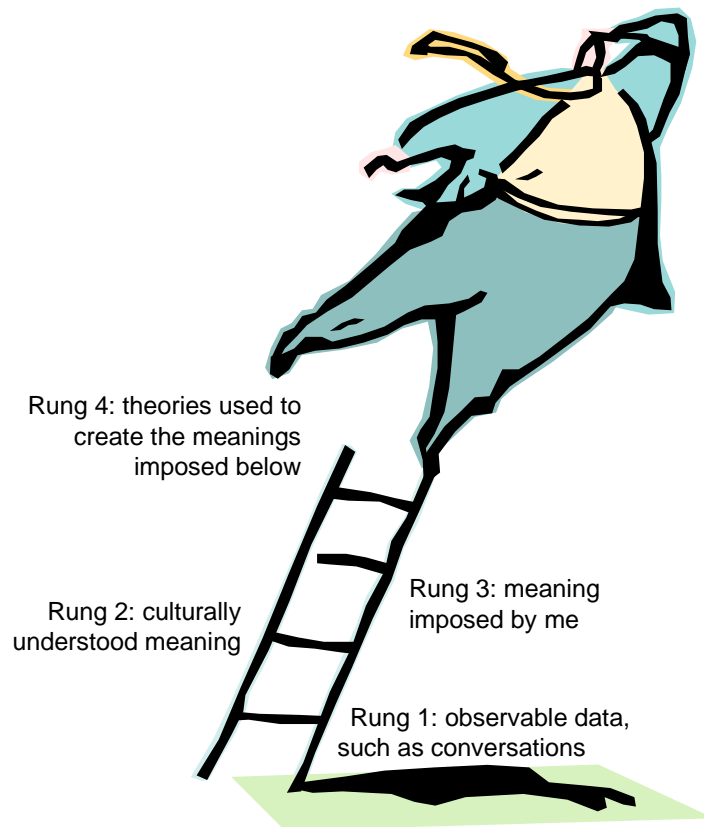 Rung 4: theories used to
create the meanings
imposed below
Rung 3: meaning
imposed by me
Rung 2: culturally
understood meaning
Rung 1: observable data,
such as conversations